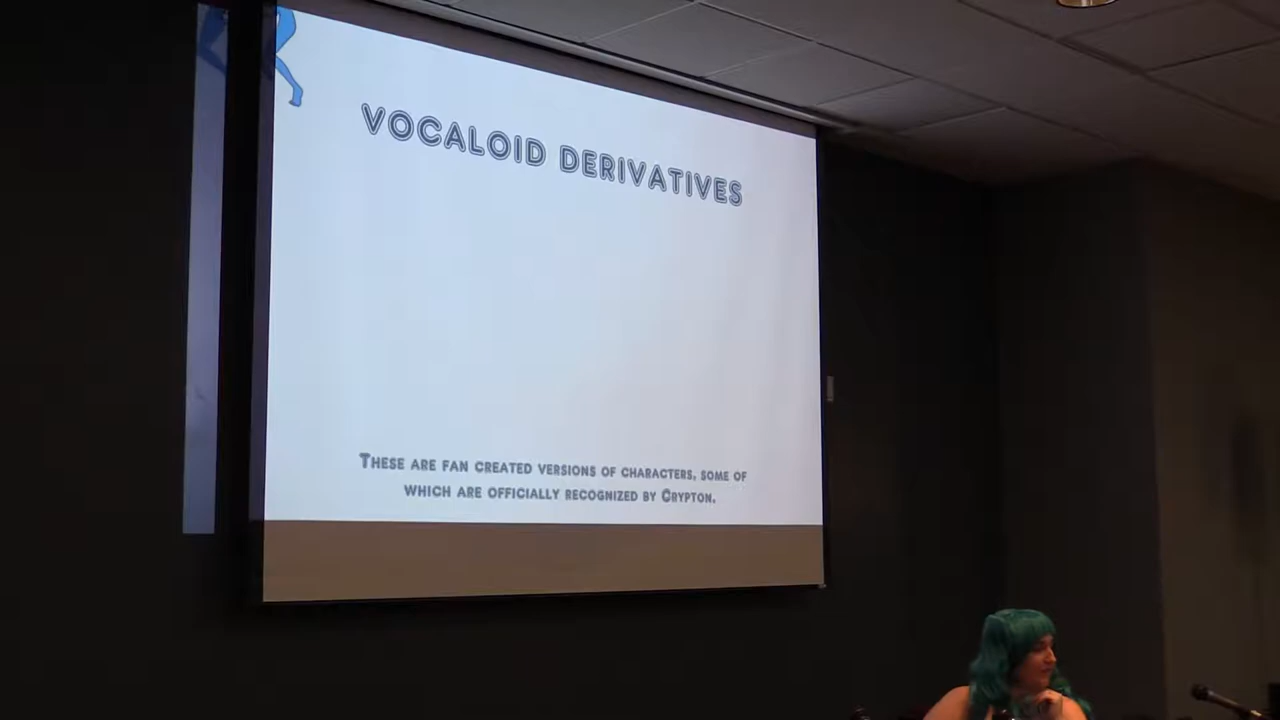 VOCALOID DERIVATIVES
THESE ARE FAN CREATED VERSIONS OF CHARACTERS, SOME OF
WHICH ARE OFFICIALLY RECOGNIZED BY CRYPTON.